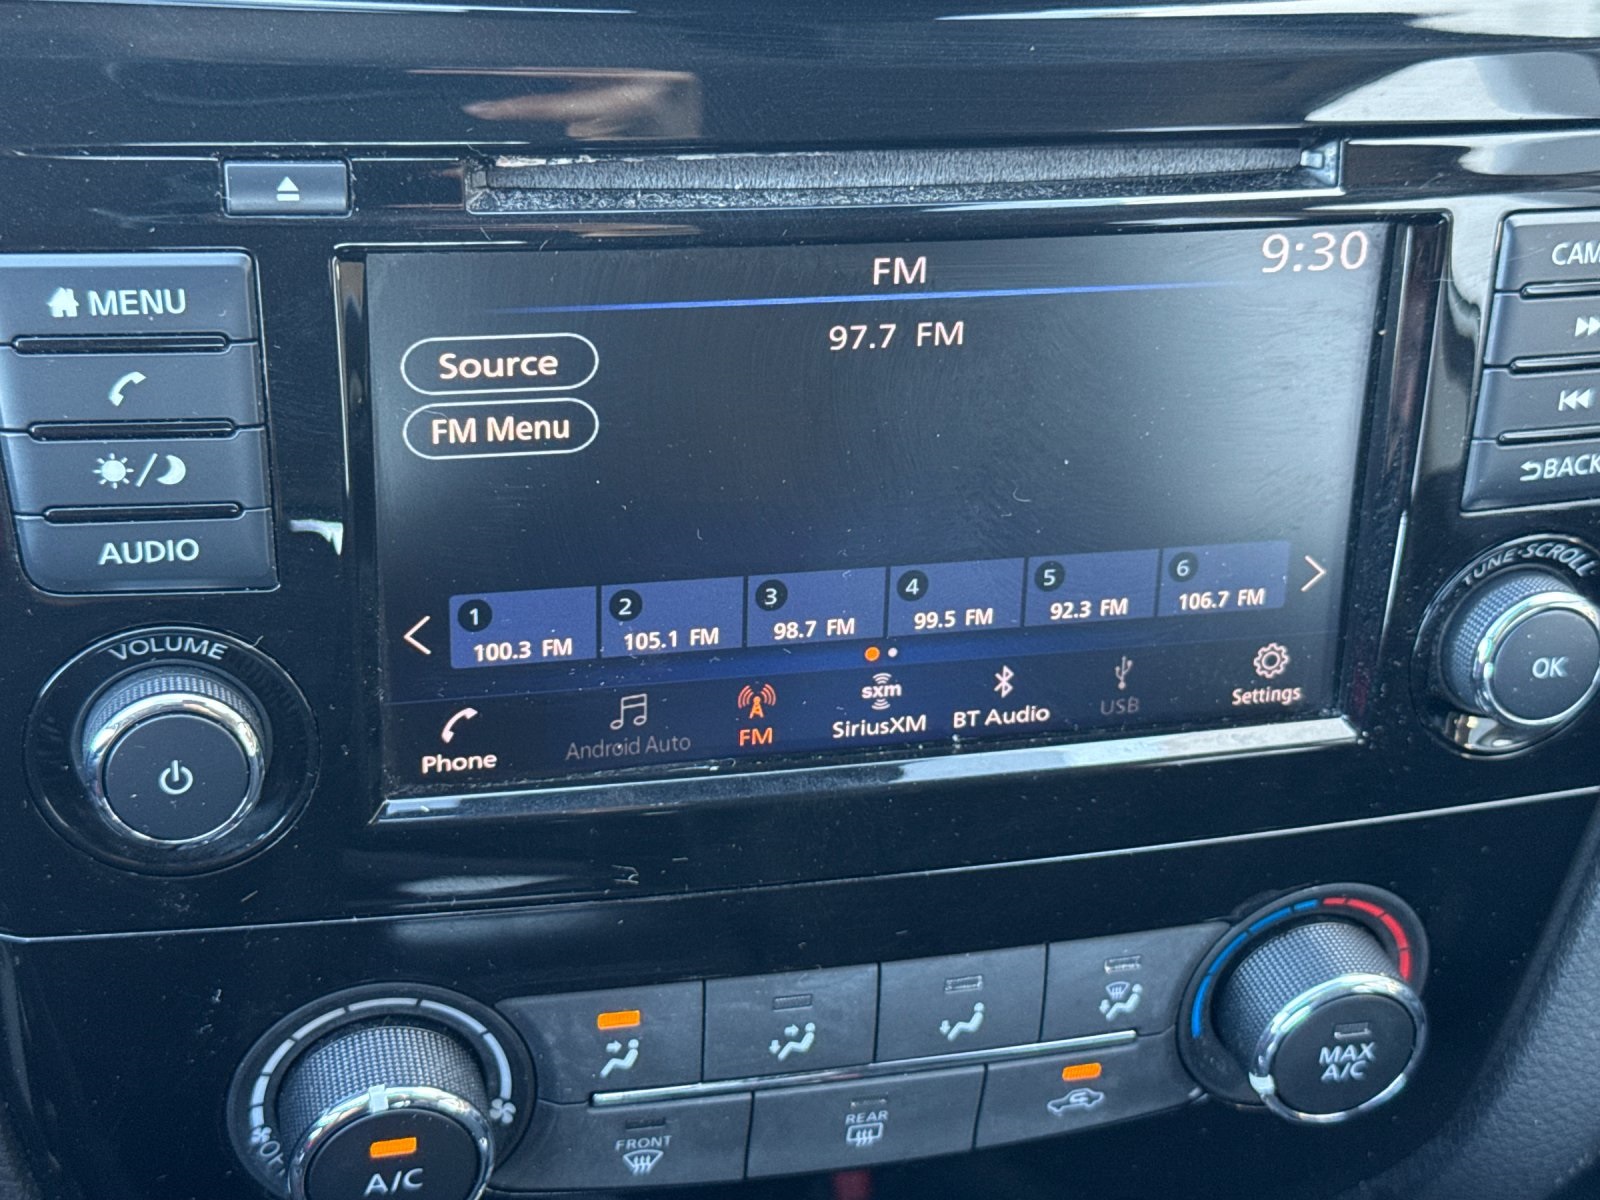 MENU
AUDIO
VOLUME
FM
9:30
97.7 FM
Source
FM Menu
1 100.3 FM
2 105.1 FM
3 98.7 FM
4 99.5 FM
5 92.3 FM
6 106.7 FM
Phone
Android Auto
FM
sxm
SiriusXM
BT Audio
USB
Settings
CAM
BACK
TUNE·SCROLL
OK
A/C
FRONT
REAR
MAX
A/C